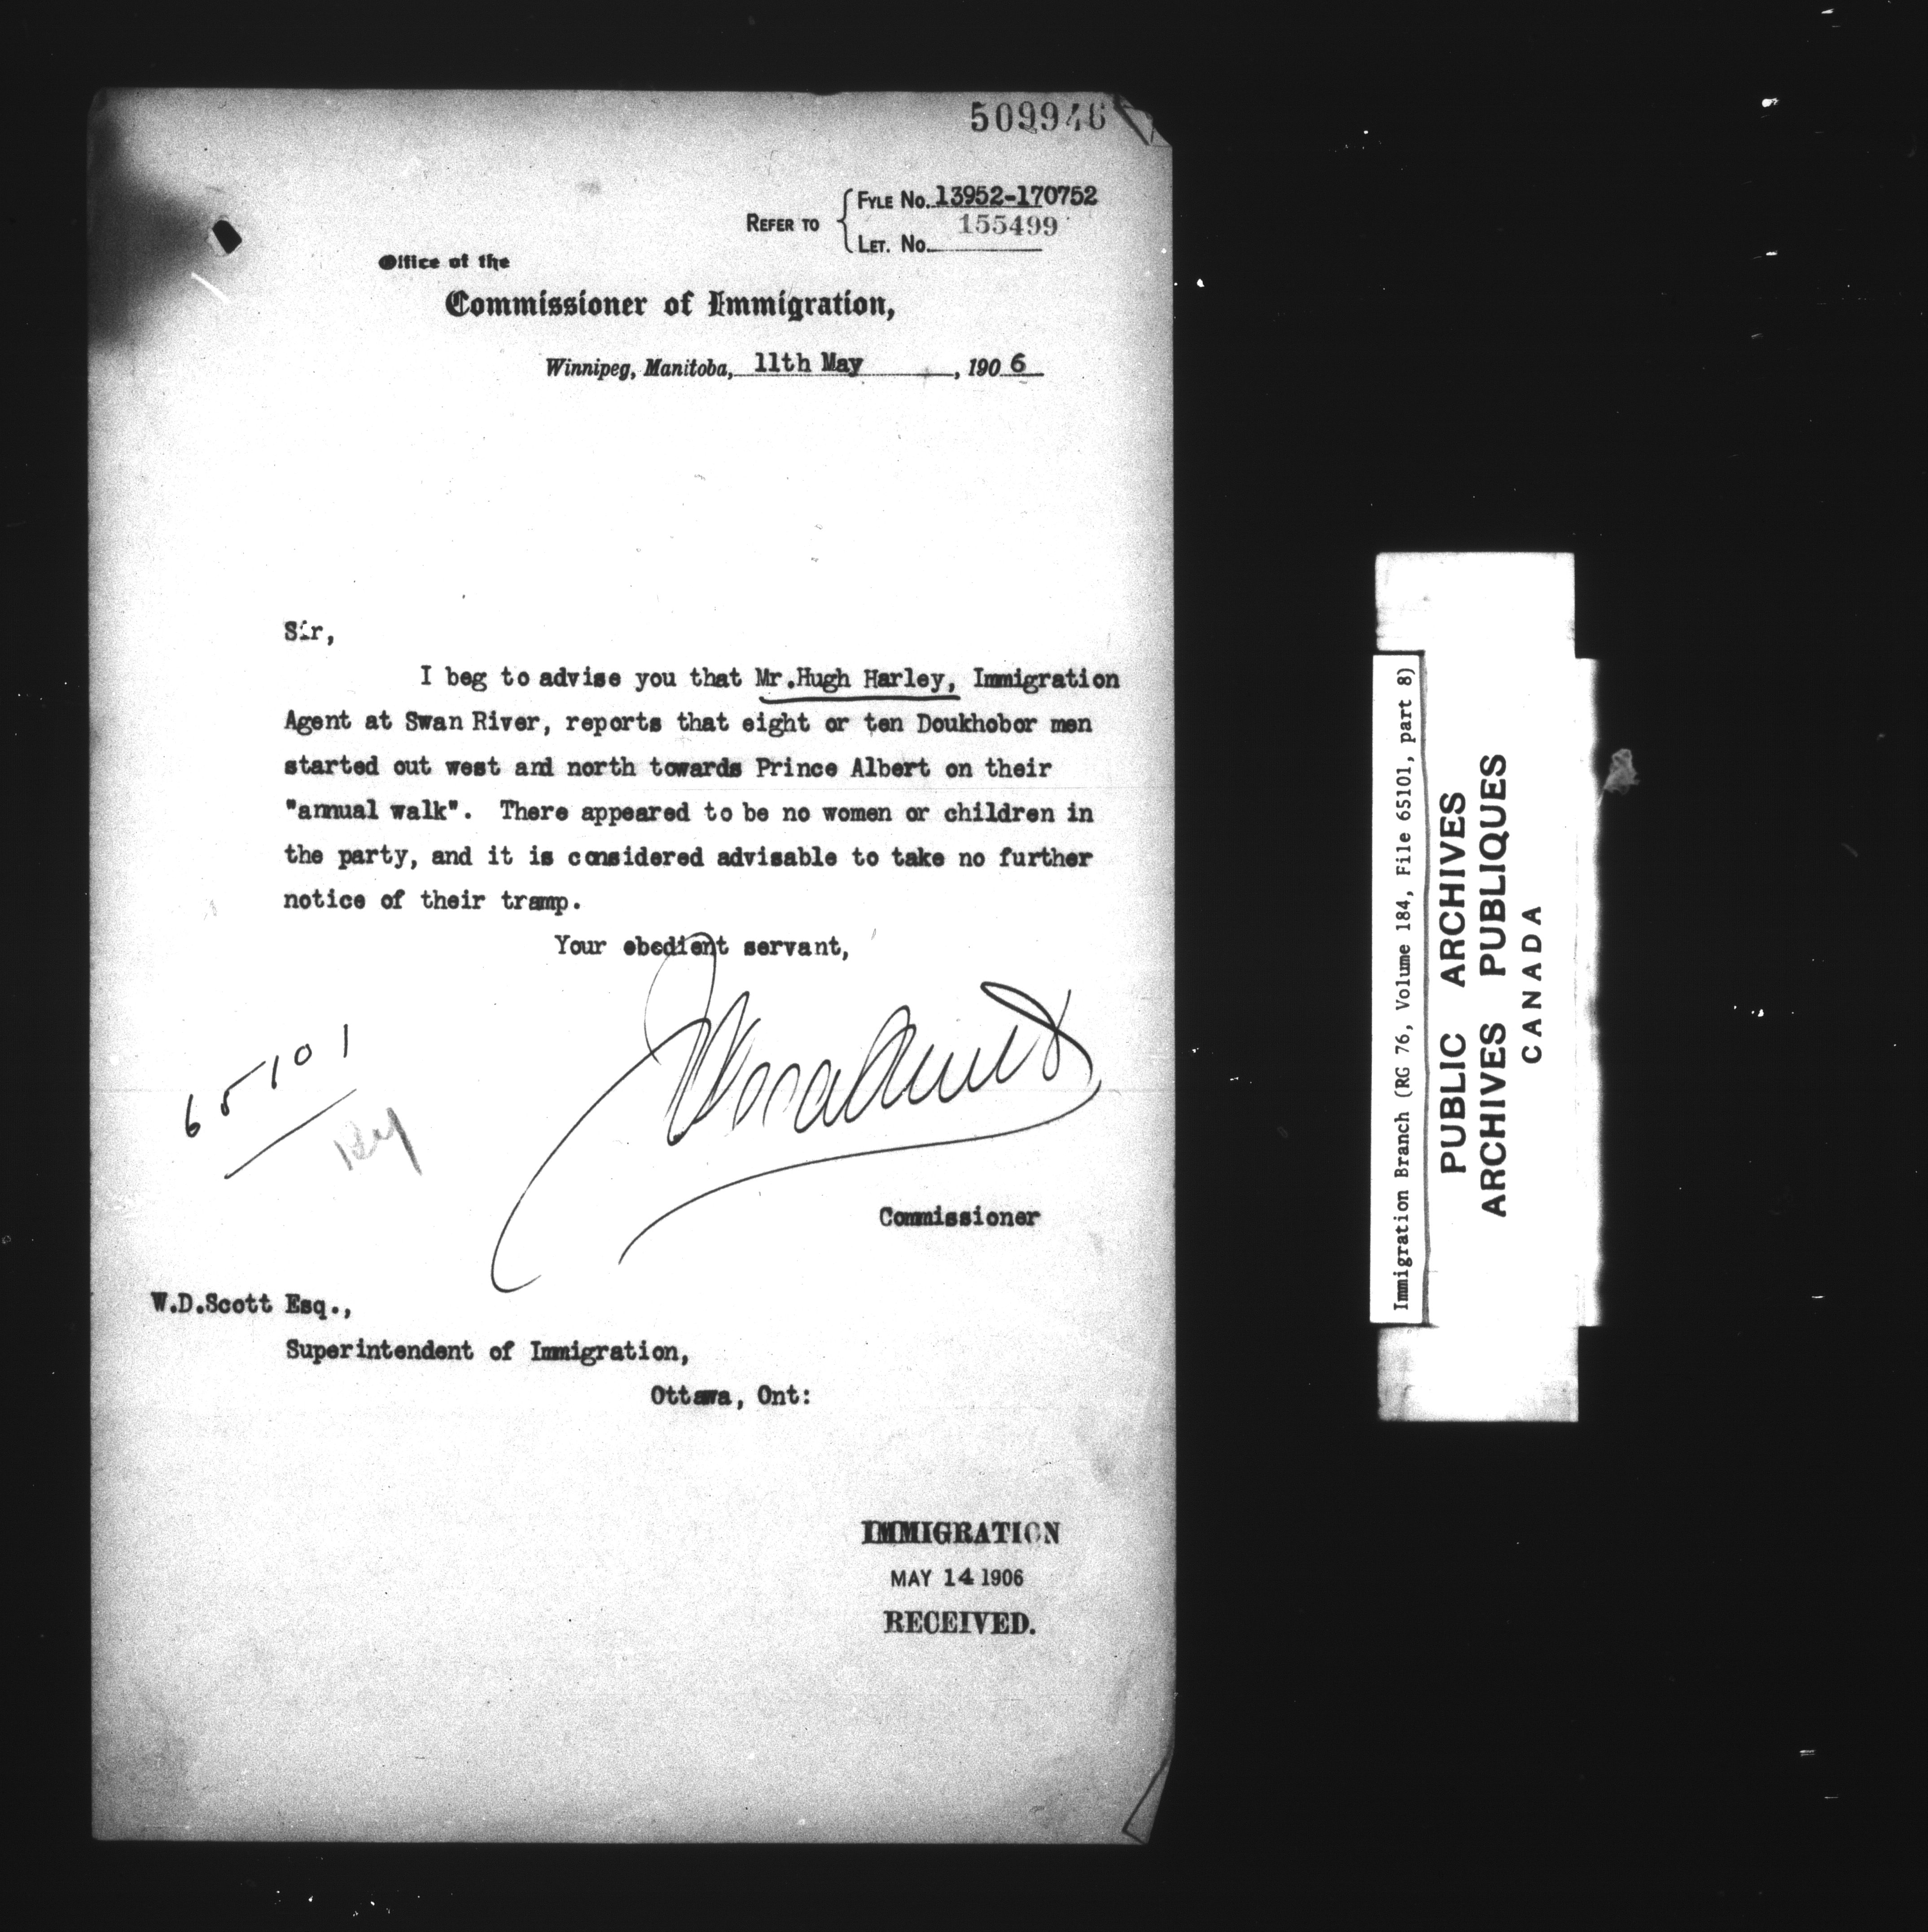 509946
REFER TO
FYLE No. 13952-170752
155499
LET. No.
Office of the
Commissioner of Immigration,
Winnipeg, Manitoba, 11th May , 1906
Sir,
I beg to advise you that Mr.Hugh Harley, Immigration
Agent at Swan River, reports that eight or ten Doukhobor men
started out west and north towards Prince Albert on their
"annual walk". There appeared to be no women or children in
the party, and it is considered advisable to take no further
notice of their tramp.
Your obedient servant,
65101
Commissioner
W.D.Scott Esq.,
Superintendent of Immigration,
Ottawa, Ont:
IMMIGRATION
MAY 14 1906
RECEIVED.
Immigration Branch (RG 76, Volume 184, File 65101, part 8)
PUBLIC ARCHIVES
ARCHIVES PUBLIQUES
CANADA